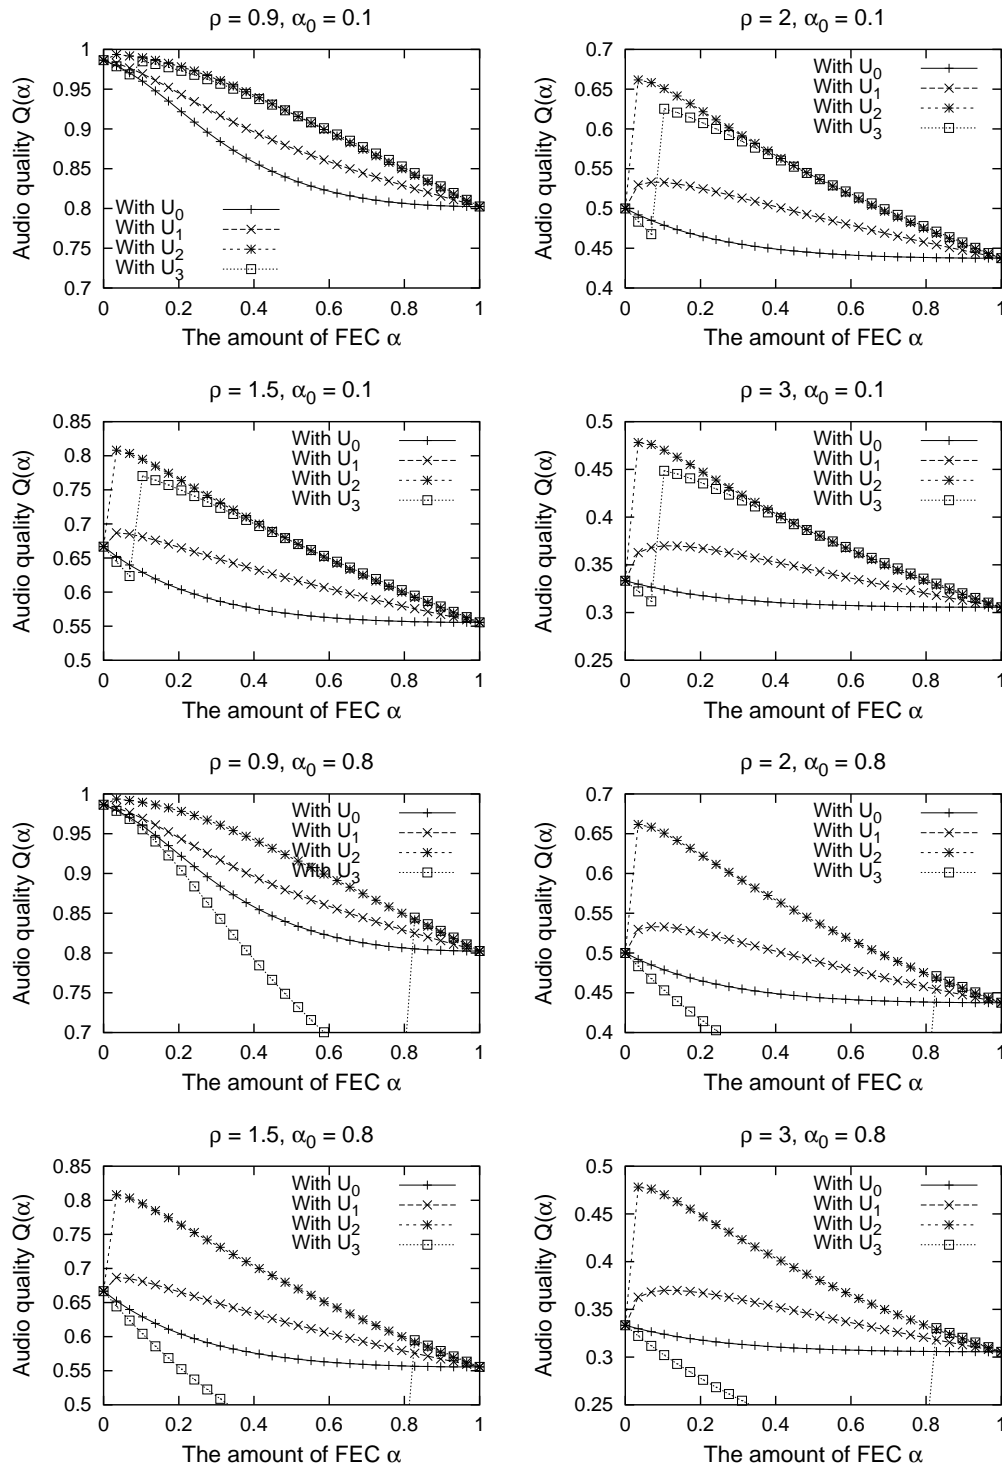 ρ = 0.9, α0 = 0.1
Audio quality Q(α)
1
0.95
0.9
0.85
0.8
0.75
0.7
With U0
With U1
With U2
With U3
0 0.2 0.4 0.6 0.8 1
The amount of FEC α
ρ = 2, α0 = 0.1
Audio quality Q(α)
0.7
0.65
0.6
0.55
0.5
0.45
0.4
With U0
With U1
With U2
With U3
0 0.2 0.4 0.6 0.8 1
The amount of FEC α
ρ = 1.5, α0 = 0.1
Audio quality Q(α)
0.85
0.8
0.75
0.7
0.65
0.6
0.55
0.5
With U0
With U1
With U2
With U3
0 0.2 0.4 0.6 0.8 1
The amount of FEC α
ρ = 3, α0 = 0.1
Audio quality Q(α)
0.5
0.45
0.4
0.35
0.3
0.25
With U0
With U1
With U2
With U3
0 0.2 0.4 0.6 0.8 1
The amount of FEC α
ρ = 0.9, α0 = 0.8
Audio quality Q(α)
1
0.95
0.9
0.85
0.8
0.75
0.7
With U0
With U1
With U2
With U3
0 0.2 0.4 0.6 0.8 1
The amount of FEC α
ρ = 2, α0 = 0.8
Audio quality Q(α)
0.7
0.65
0.6
0.55
0.5
0.45
0.4
With U0
With U1
With U2
With U3
0 0.2 0.4 0.6 0.8 1
The amount of FEC α
ρ = 1.5, α0 = 0.8
Audio quality Q(α)
0.85
0.8
0.75
0.7
0.65
0.6
0.55
0.5
With U0
With U1
With U2
With U3
0 0.2 0.4 0.6 0.8 1
The amount of FEC α
ρ = 3, α0 = 0.8
Audio quality Q(α)
0.5
0.45
0.4
0.35
0.3
0.25
With U0
With U1
With U2
With U3
0 0.2 0.4 0.6 0.8 1
The amount of FEC α